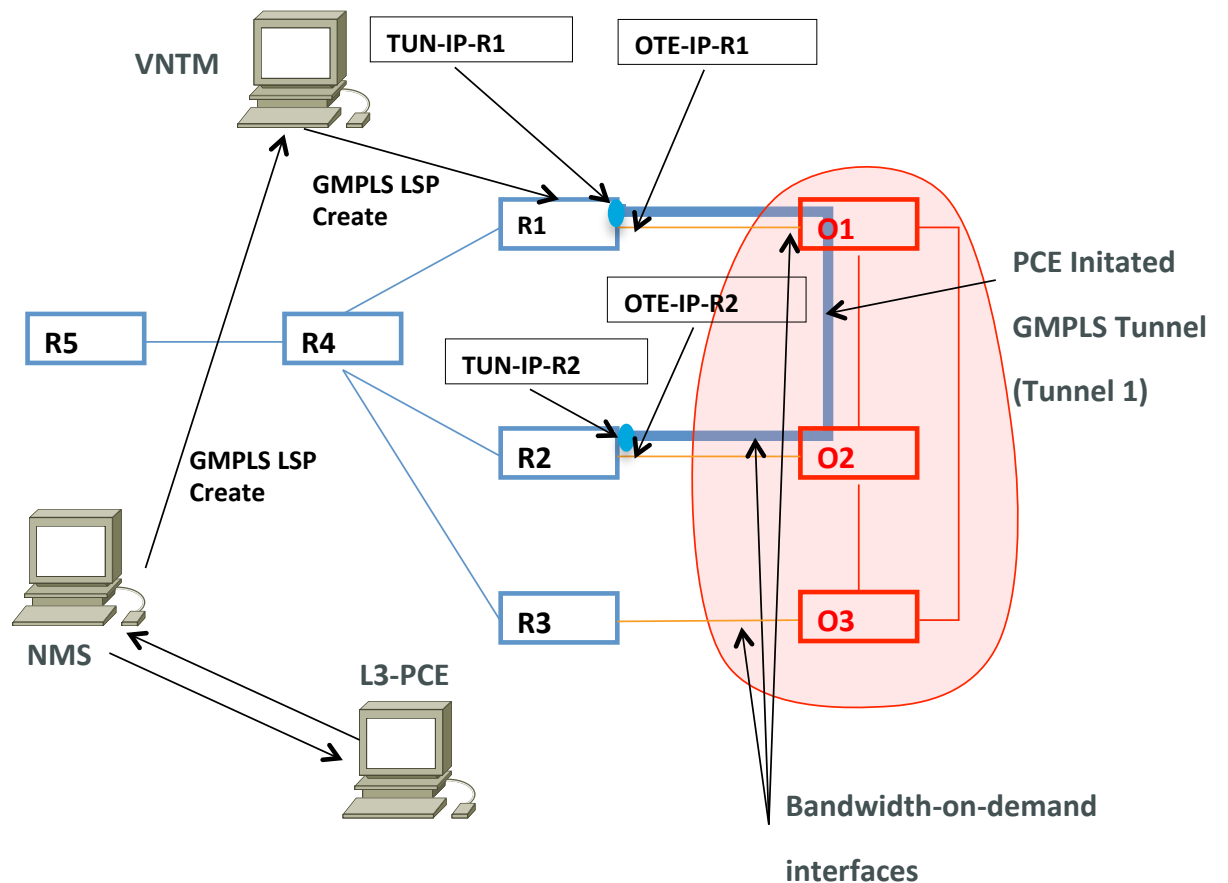 VNTM
TUN-IP-R1
OTE-IP-R1
GMPLS LSP
Create
R1
O1
PCE Initated
GMPLS Tunnel
(Tunnel 1)
OTE-IP-R2
R5
R4
TUN-IP-R2
R2
O2
GMPLS LSP
Create
R3
O3
NMS
L3-PCE
Bandwidth-on-demand
interfaces